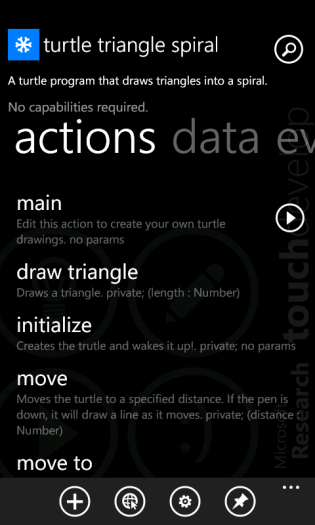 turtle triangle spiral
A turtle program that draws triangles into a spiral.
No capabilities required.
actions data ev
main
Edit this action to create your own turtle
drawings. no params
draw triangle
Draws a triangle. private; (length : Number)
initialize
Creates the trutle and wakes it up!. private; no params
move
Moves the turtle to a specified distance. If the pen is
down, it will draw a line as it moves. private; (distance :
Number)
move to
Microsoft
Research touchdevelop